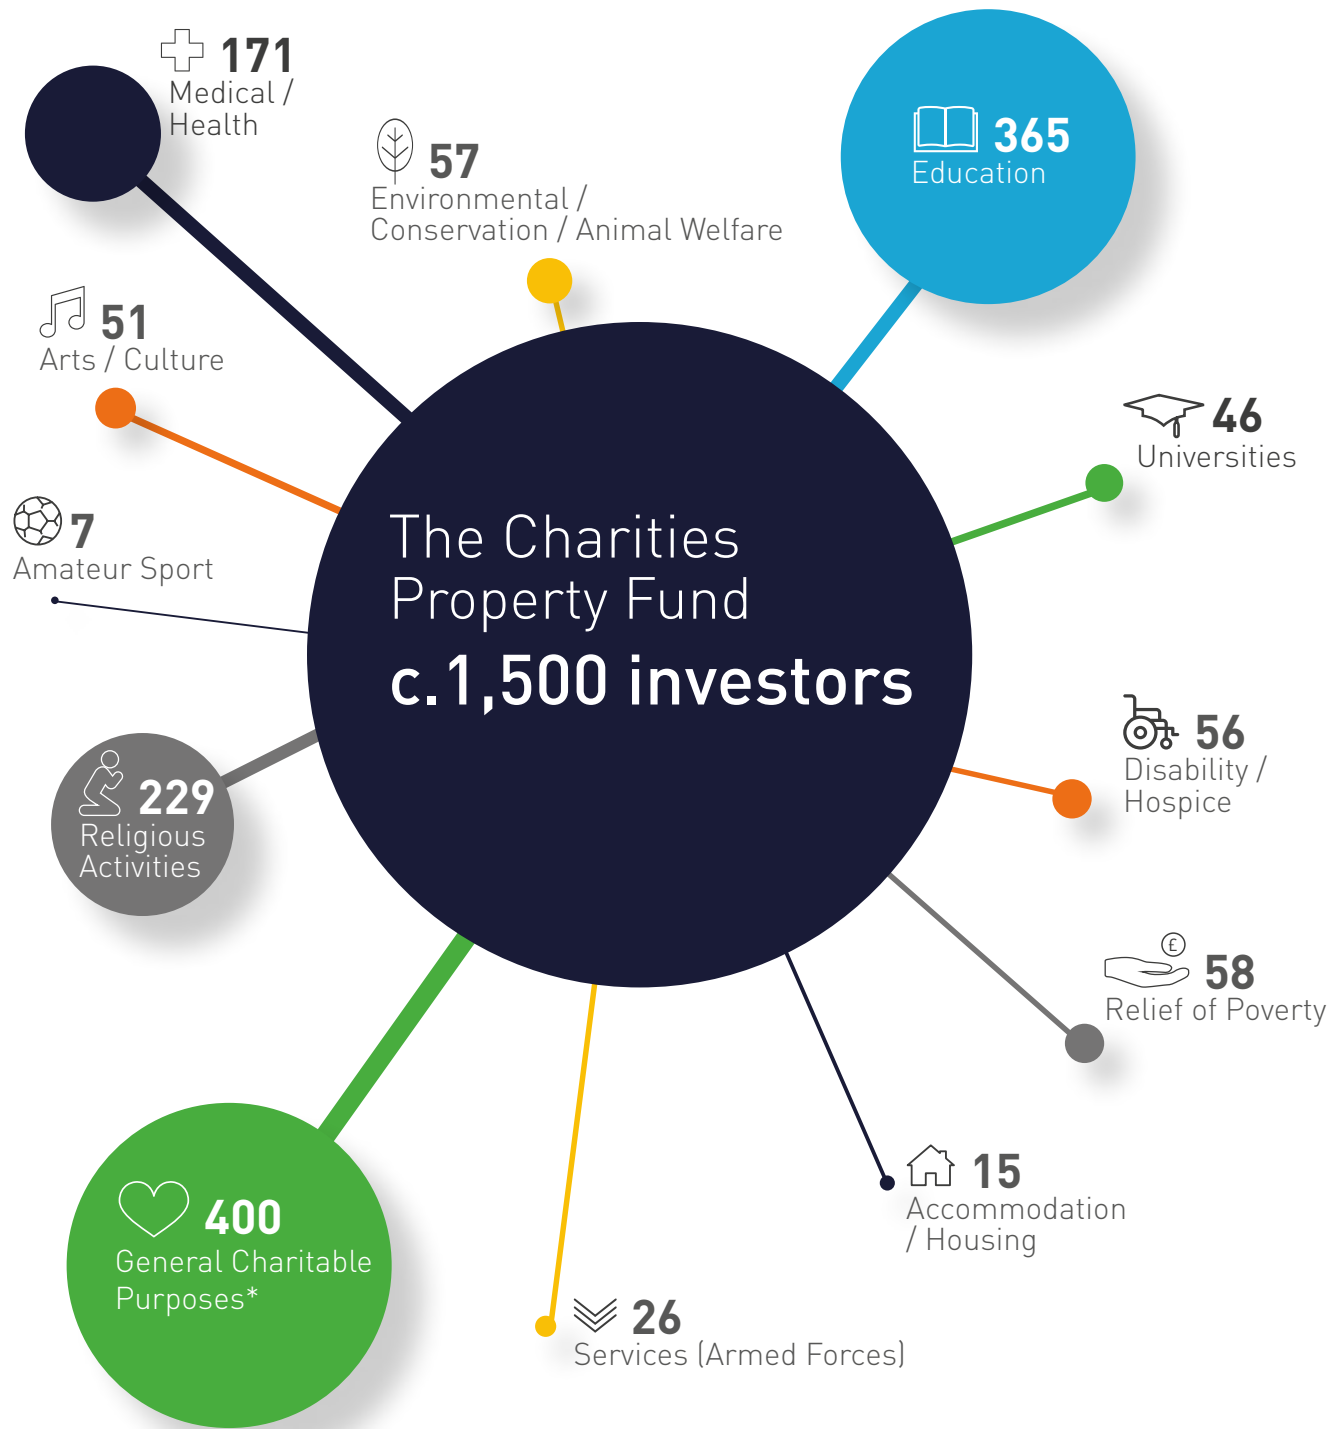 171
Medical /
Health
57
Environmental /
Conservation / Animal Welfare
365
Education
51
Arts / Culture
46
Universities
7
Amateur Sport
The Charities
Property Fund
c.1,500 investors
56
Disability /
Hospice
229
Religious
Activities
£
58
Relief of Poverty
15
Accommodation
/ Housing
400
General Charitable
Purposes*
26
Services (Armed Forces)